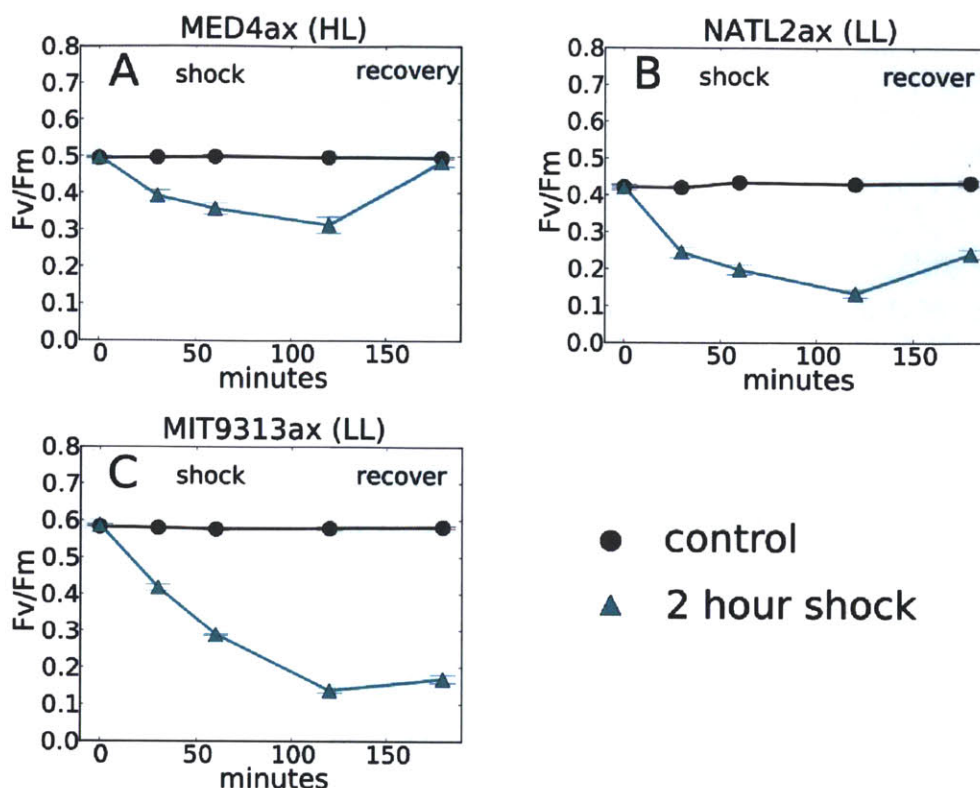 MED4ax (HL)
A shock recovery
0.8
0.7
0.6
0.5
0.4
0.3
0.2
0.1
0.0
Fv/Fm
0 50 100 150
minutes
NATL2ax (LL)
B shock recover
0.8
0.7
0.6
0.5
0.4
0.3
0.2
0.1
0.0
Fv/Fm
0 50 100 150
minutes
MIT9313ax (LL)
C shock recover
0.8
0.7
0.6
0.5
0.4
0.3
0.2
0.1
0.0
Fv/Fm
0 50 100 150
minutes
control
2 hour shock